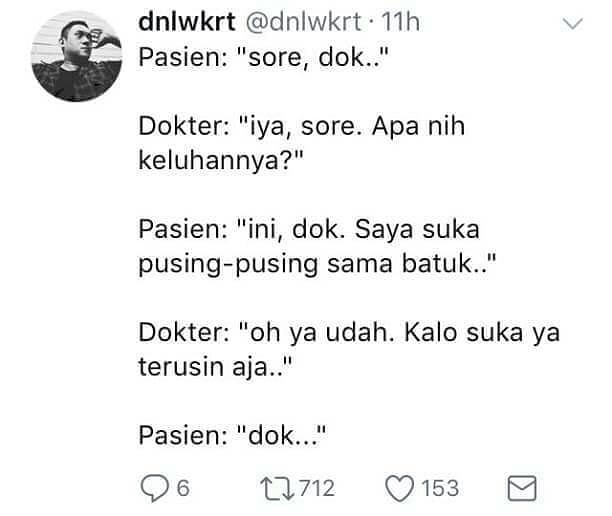 dnlwkrt @dnlwkrt · 11h
Pasien: "sore, dok.."
Dokter: "iya, sore. Apa nih
keluhannya?"
Pasien: "ini, dok. Saya suka
pusing-pusing sama batuk.."
Dokter: "oh ya udah. Kalo suka ya
terusin aja.."
Pasien: "dok..."
6 712 153